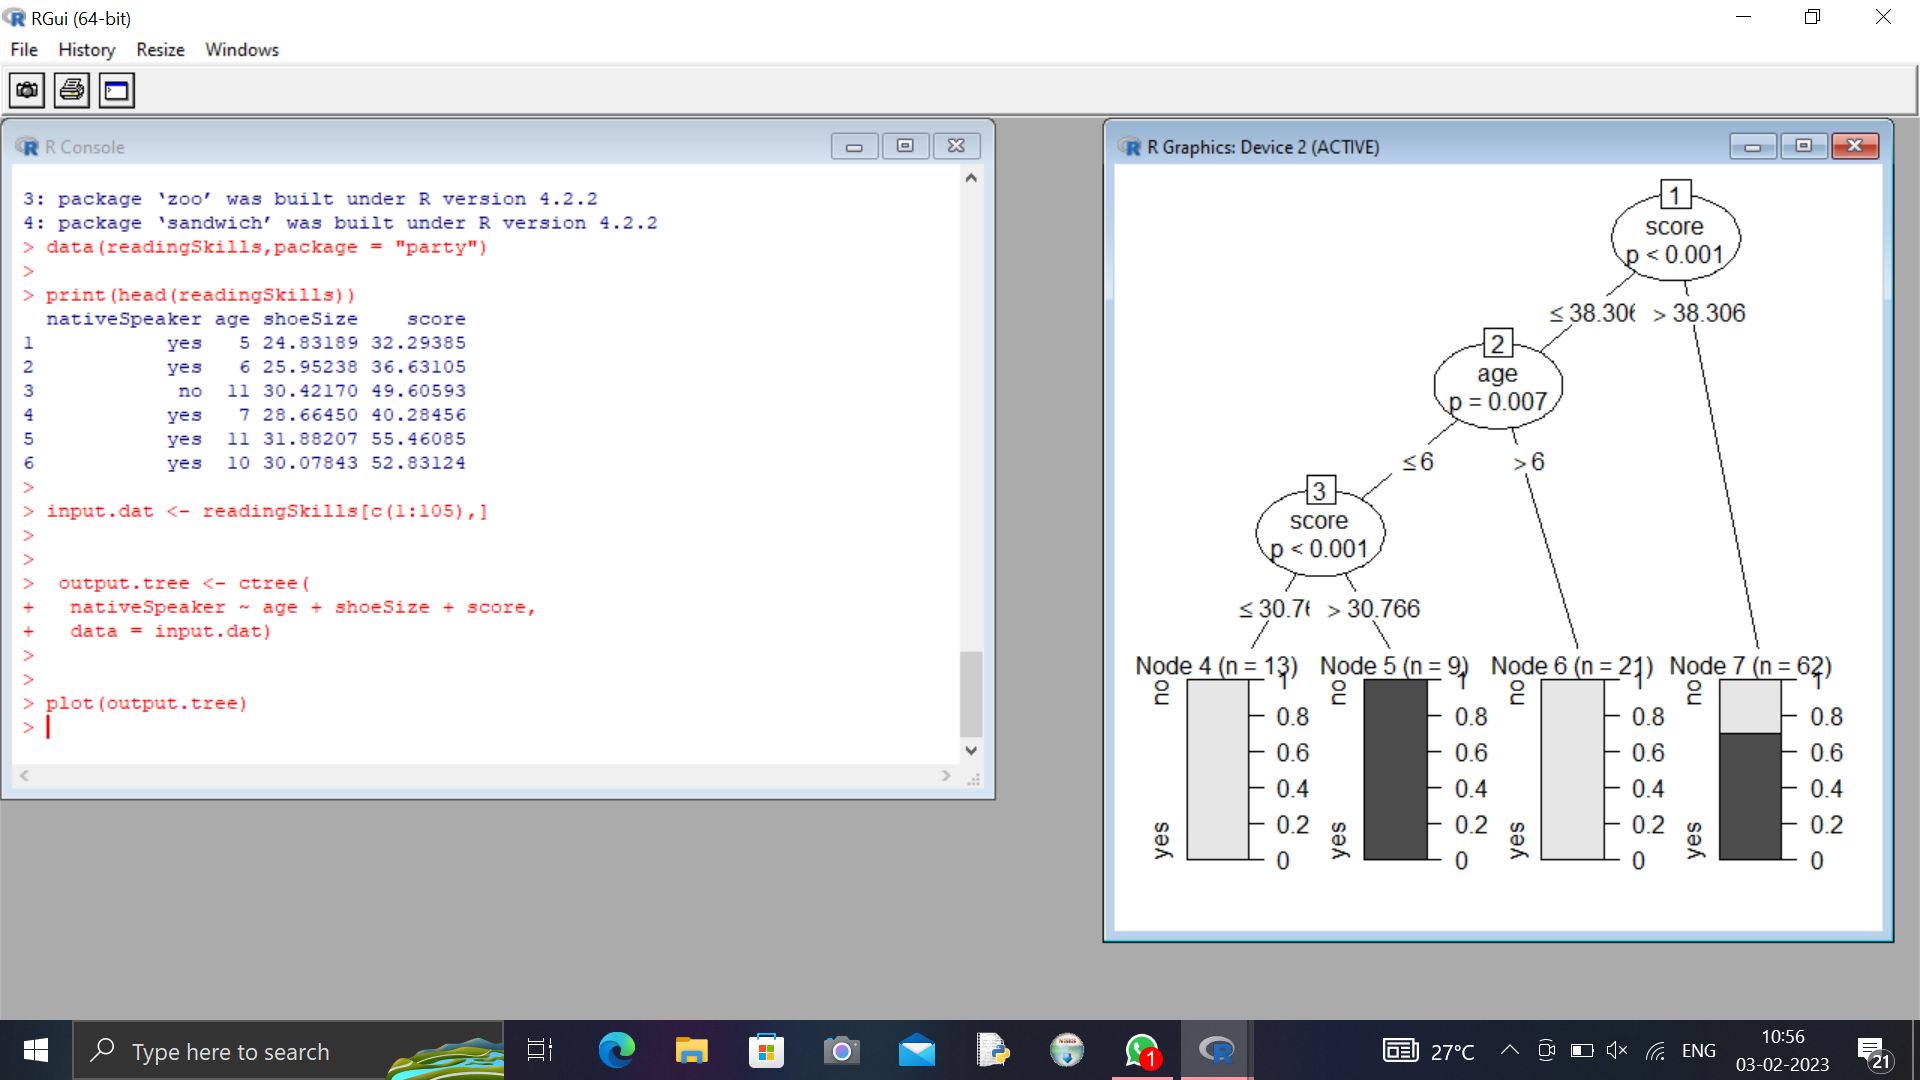 RGui (64-bit)
File History Resize Windows
R Console
3: package ‘zoo’ was built under R version 4.2.2
4: package ‘sandwich’ was built under R version 4.2.2
> data(readingSkills,package = "party")
>
> print(head(readingSkills))
  nativeSpeaker age shoeSize    score
1           yes   5 24.83189 32.29385
2           yes   6 25.95238 36.63105
3            no  11 30.42170 49.60593
4           yes   7 28.66450 40.28456
5           yes  11 31.88207 55.46085
6           yes  10 30.07843 52.83124
>
> input.dat <- readingSkills[c(1:105),]
>
>
>  output.tree <- ctree(
+   nativeSpeaker ~ age + shoeSize + score,
+   data = input.dat)
>
>
> plot(output.tree)
>
R Graphics: Device 2 (ACTIVE)
1
score
p < 0.001
≤ 38.306 > 38.306
2
age
p = 0.007
≤ 6 > 6
3
score
p < 0.001
≤ 30.76 > 30.766
Node 4 (n = 13) Node 5 (n = 9) Node 6 (n = 21) Node 7 (n = 62)
no 1 no 1 no 1 no 1
0.8 0.8 0.8 0.8
0.6 0.6 0.6 0.6
0.4 0.4 0.4 0.4
yes 0.2 yes 0.2 yes 0.2 yes 0.2
0 0 0 0
Type here to search
1
27°C
ENG
10:56
03-02-2023
21